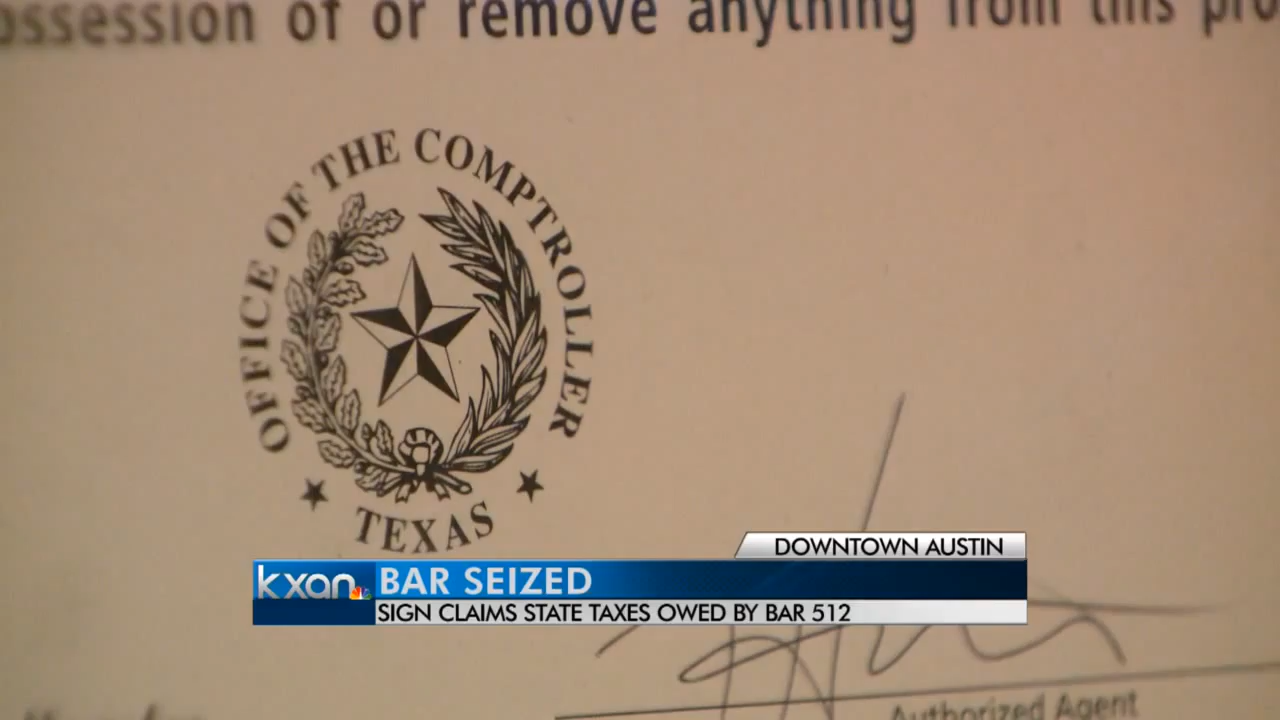 ossession of or remove anything from this pro
OFFICE OF THE COMPTROLLER
TEXAS
DOWNTOWN AUSTIN
kxan BAR SEIZED
SIGN CLAIMS STATE TAXES OWED BY BAR 512
Authorized Agent